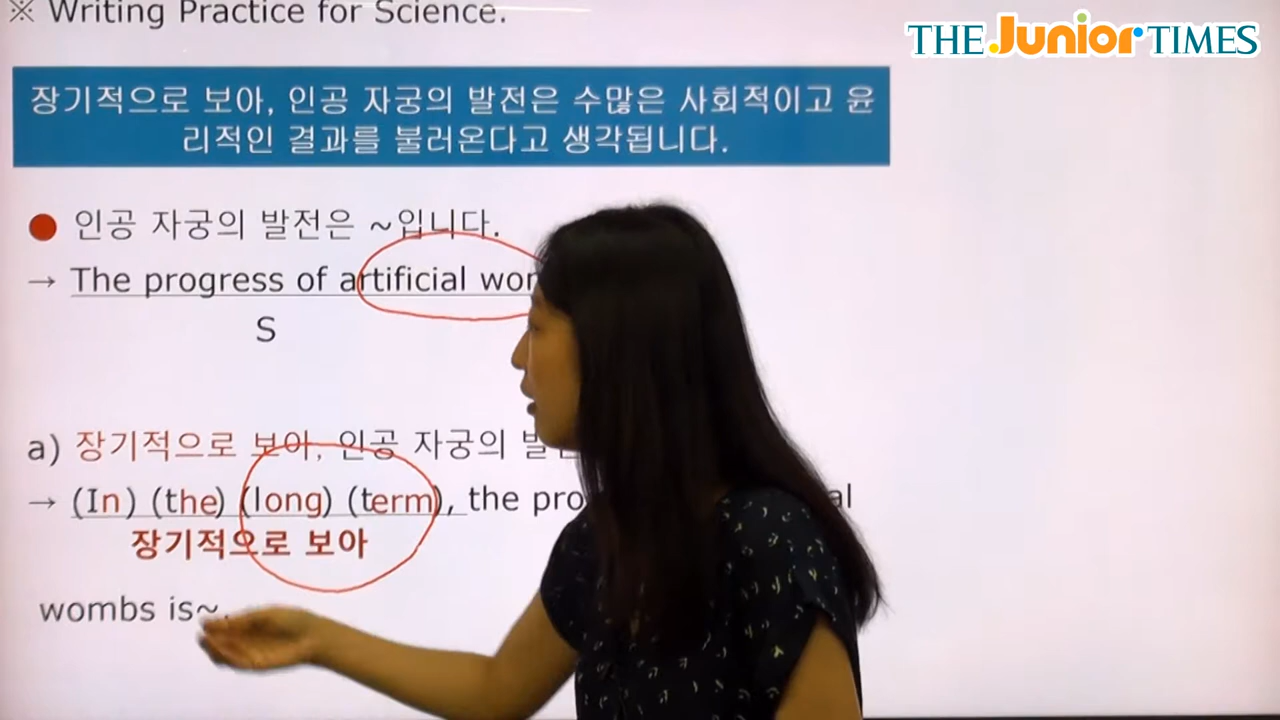 ※ Writing Practice for Science.
THE Junior TIMES
장기적으로 보아, 인공 자궁의 발전은 수많은 사회적이고 윤
리적인 결과를 불러온다고 생각됩니다.
인공 자궁의 발전은 ~입니다.
→ The progress of artificial
S
a) 장기적으로 보아, 인공 자궁의
→ (In) (the) (long) (term), the
장기적으로 보아
wombs is~.